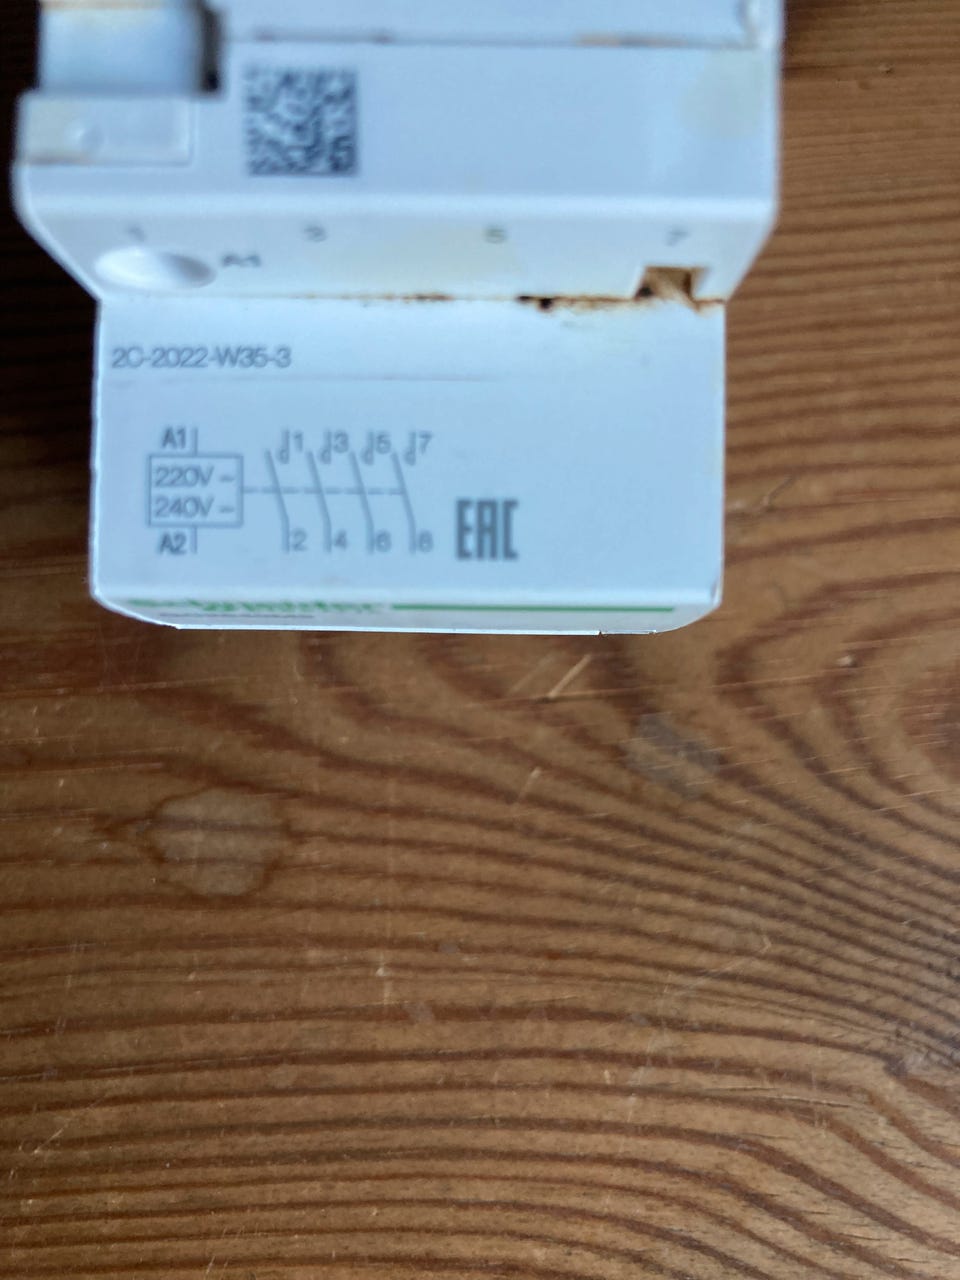 1 3 5 7
A1
2C-2022-W35-3
A1 1 3 5 7
220V ~
240V ~
A2 2 4 6 8
EAC
Schneider